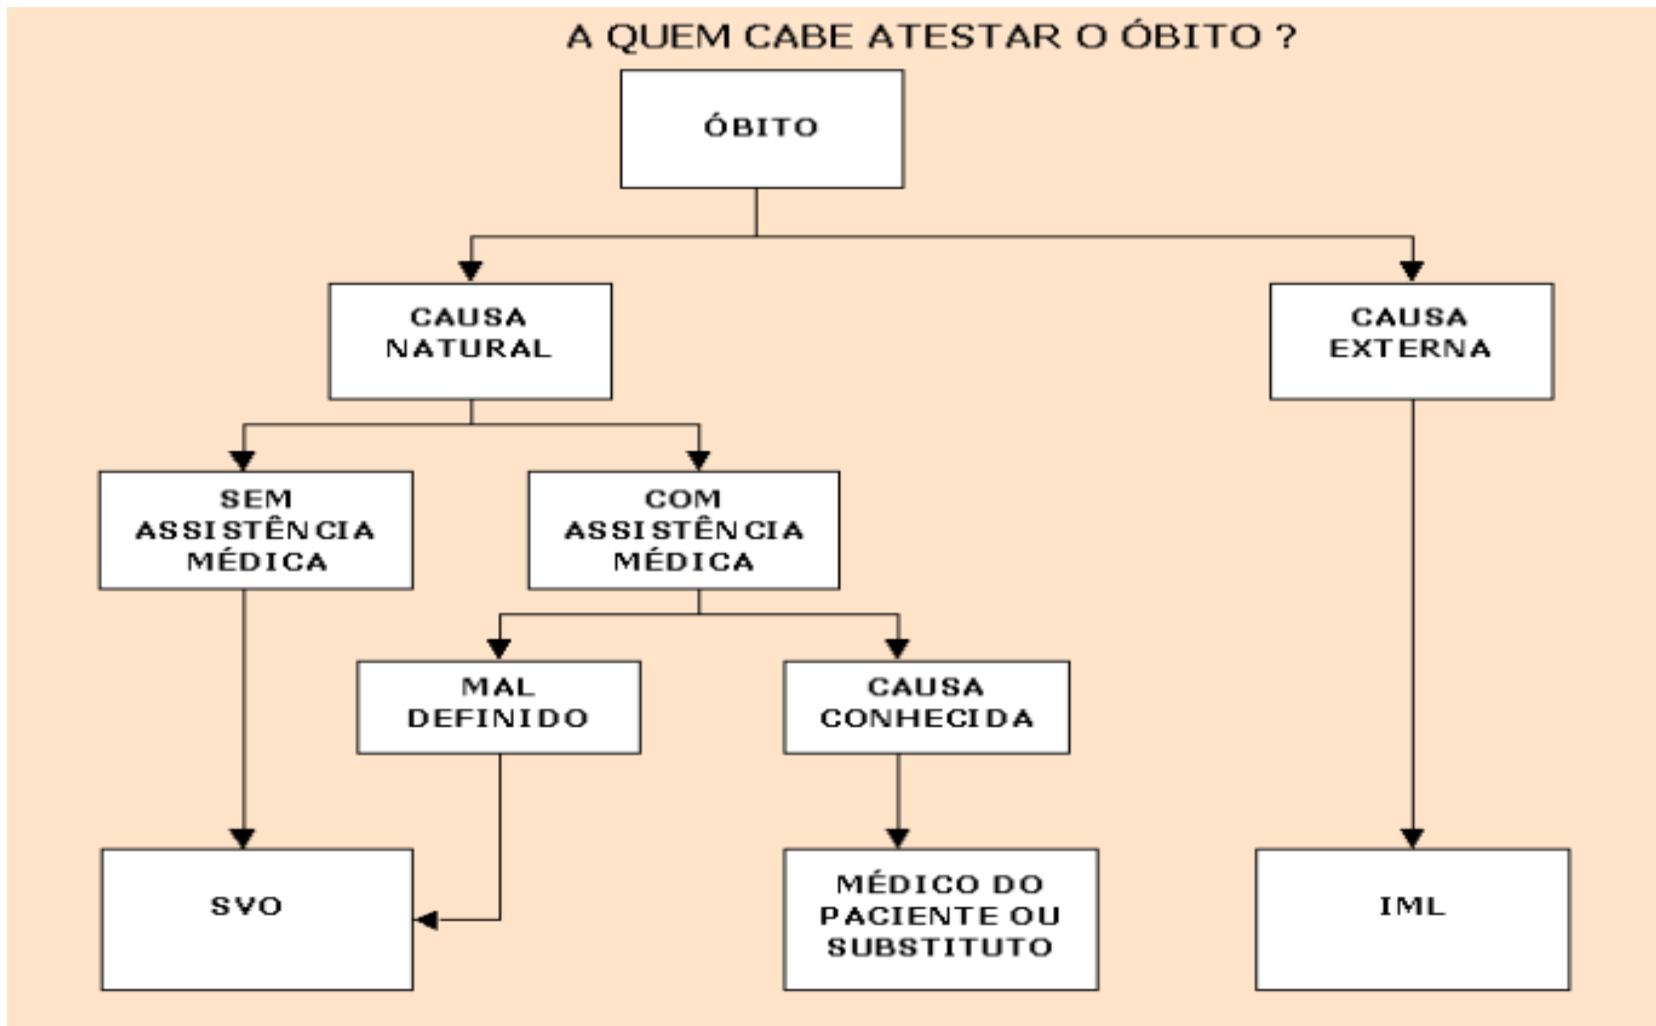 A QUEM CABE ATESTAR O ÓBITO ?
ÓBITO
CAUSA
NATURAL
CAUSA
EXTERNA
SEM
ASSISTÊNCIA
MÉDICA
COM
ASSISTÊNCIA
MÉDICA
MAL
DEFINIDO
CAUSA
CONHECIDA
SVO
MÉDICO DO
PACIENTE OU
SUBSTITUTO
IML